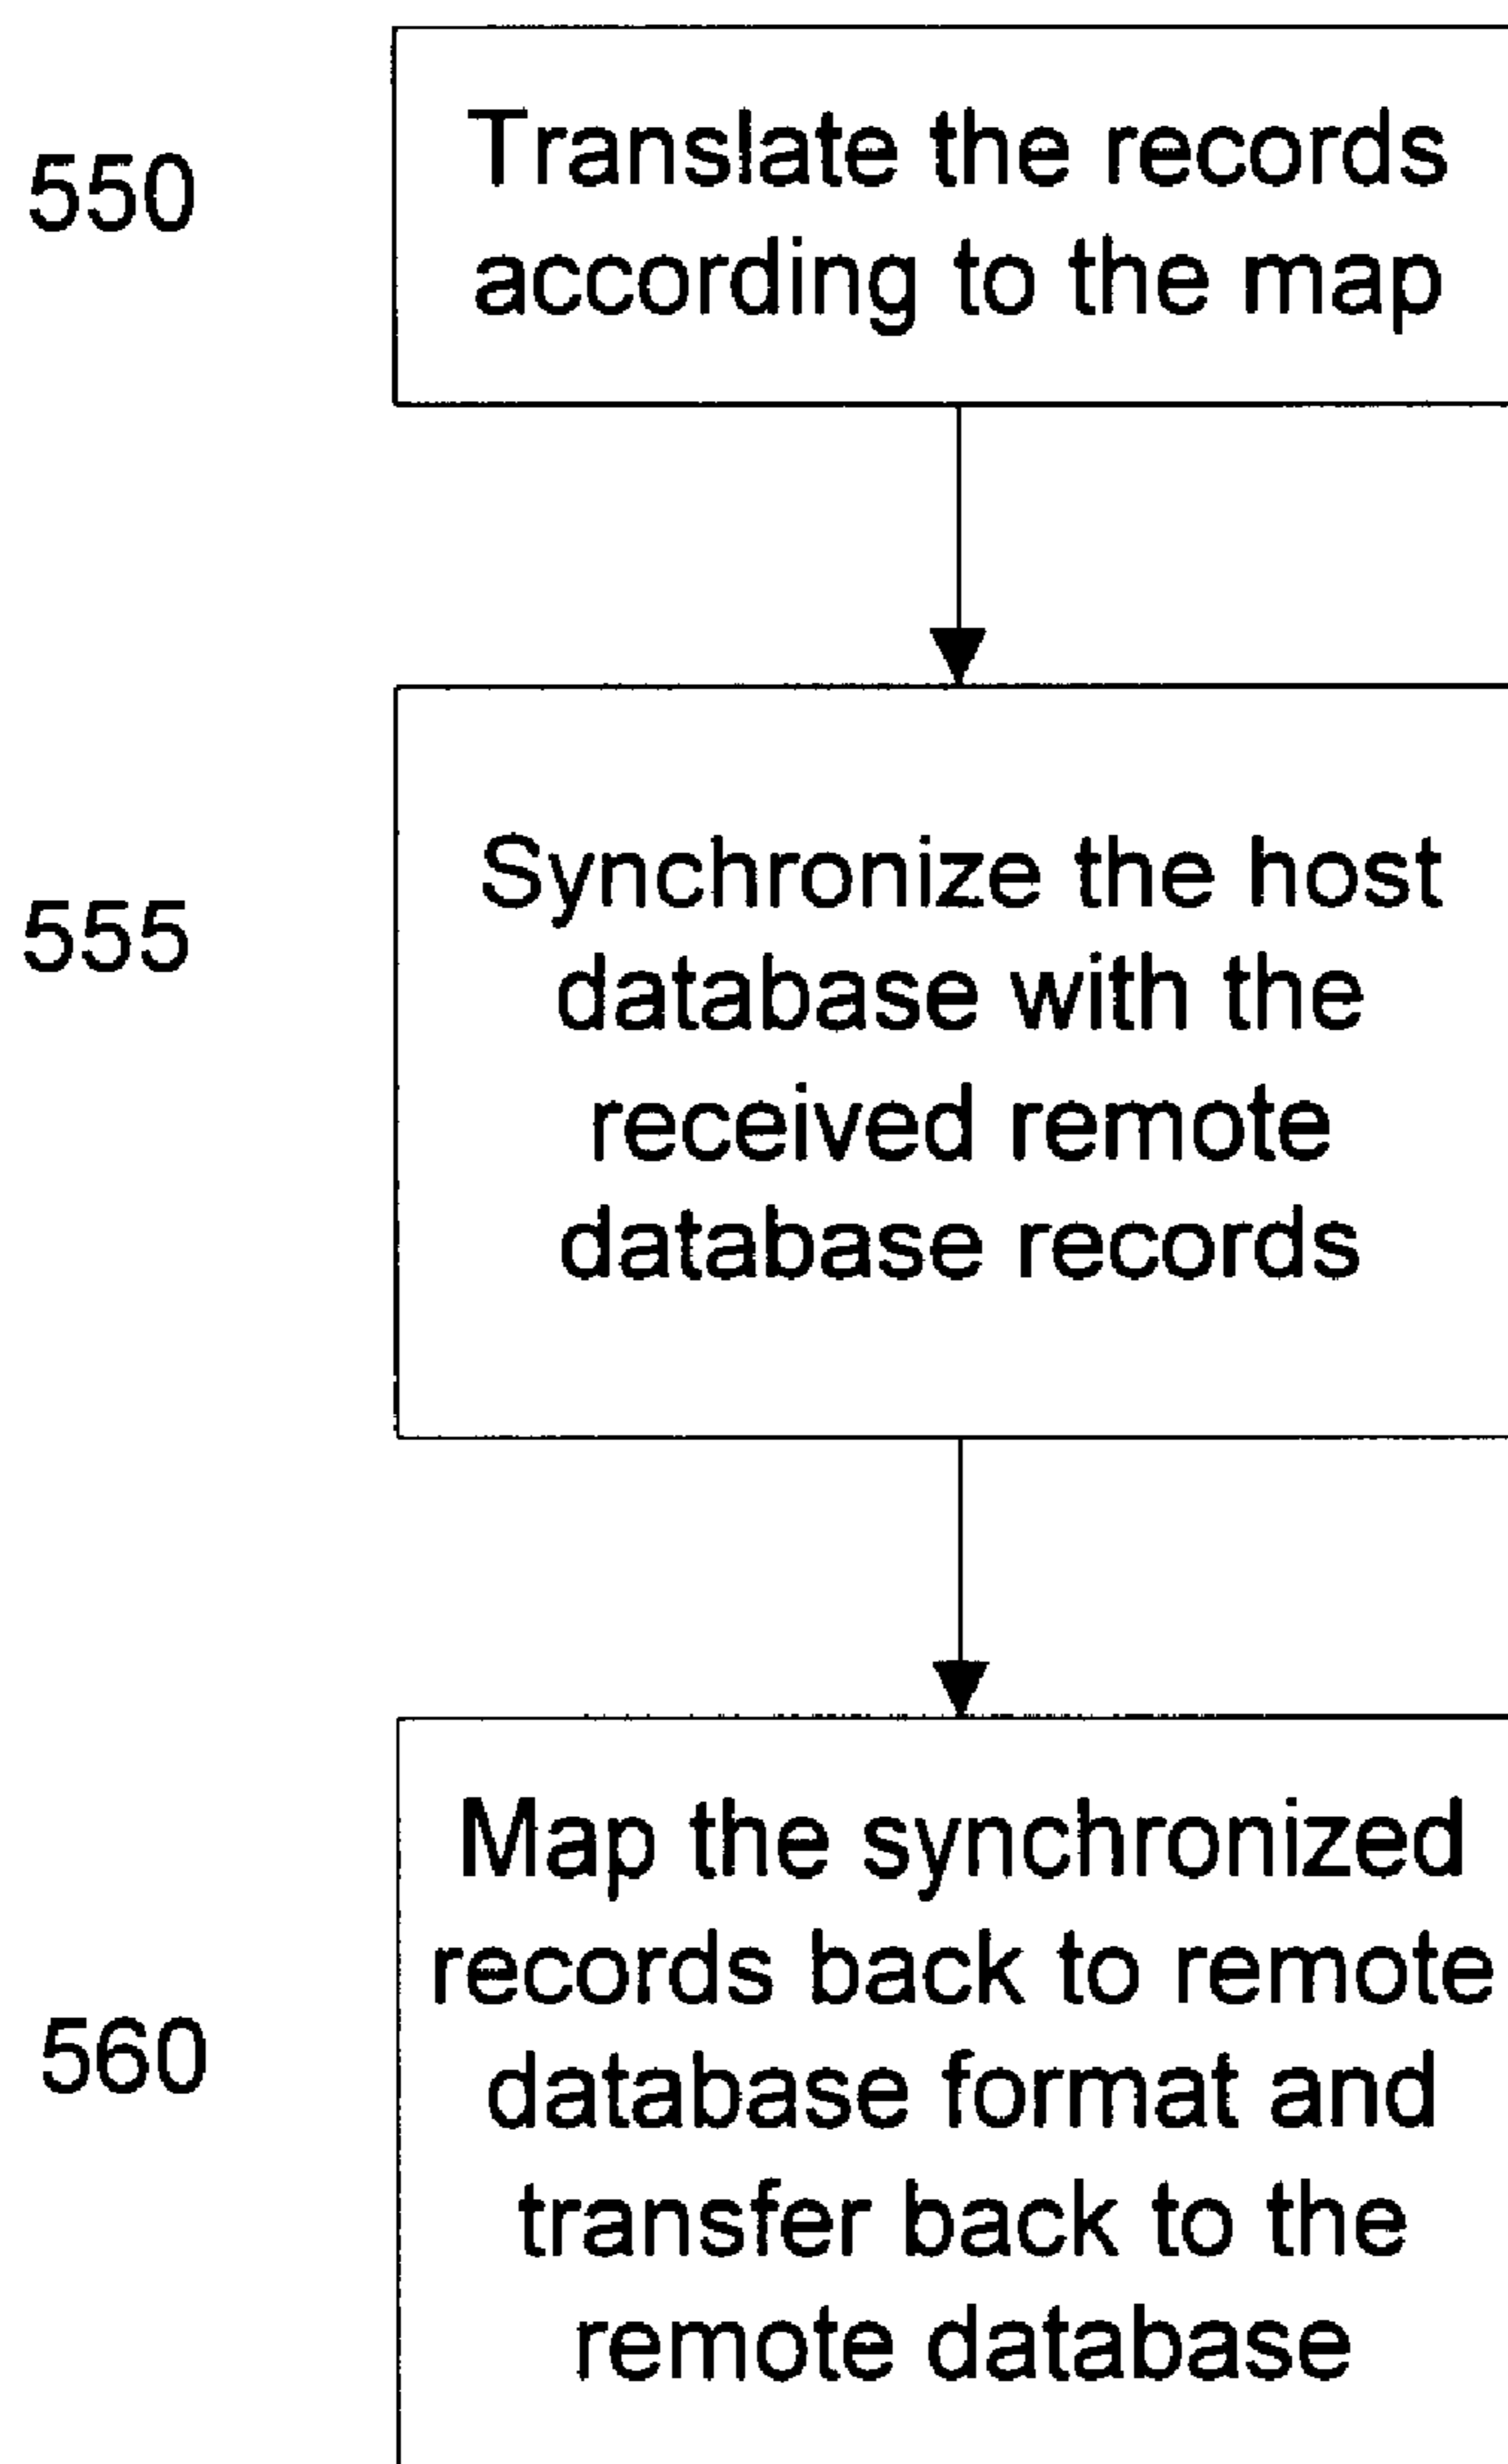 550
Translate the records
according to the map
555
Synchronize the host
database with the
received remote
database records
560
Map the synchronized
records back to remote
database format and
transfer back to the
remote database